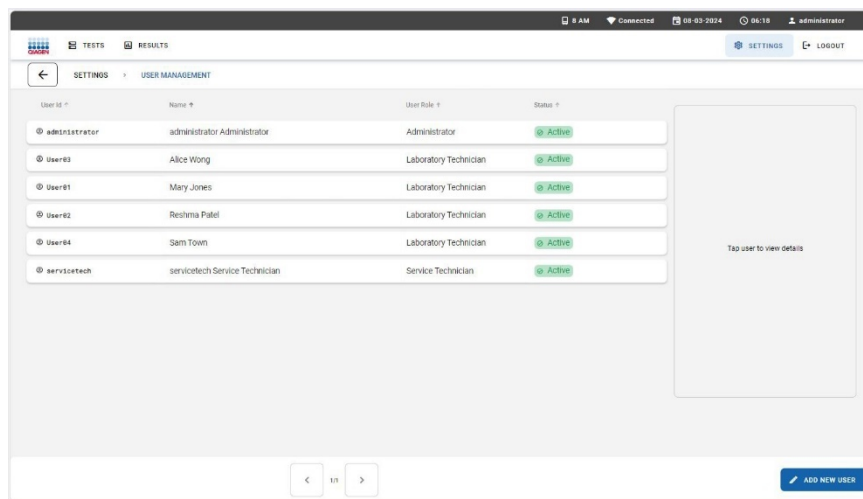 8 AM Connected 08-03-2024 06:18 administrator
QIAGEN TESTS RESULTS SETTINGS LOGOUT
SETTINGS › USER MANAGEMENT
User Id ↑ Name ↑ User Role ↑ Status ↑
administrator administrator Administrator Administrator Active
User03 Alice Wong Laboratory Technician Active
User01 Mary Jones Laboratory Technician Active
User02 Reshma Patel Laboratory Technician Active
User04 Sam Town Laboratory Technician Active
servicetech servicetech Service Technician Service Technician Active
Tap user to view details
‹ 1/1 › ADD NEW USER